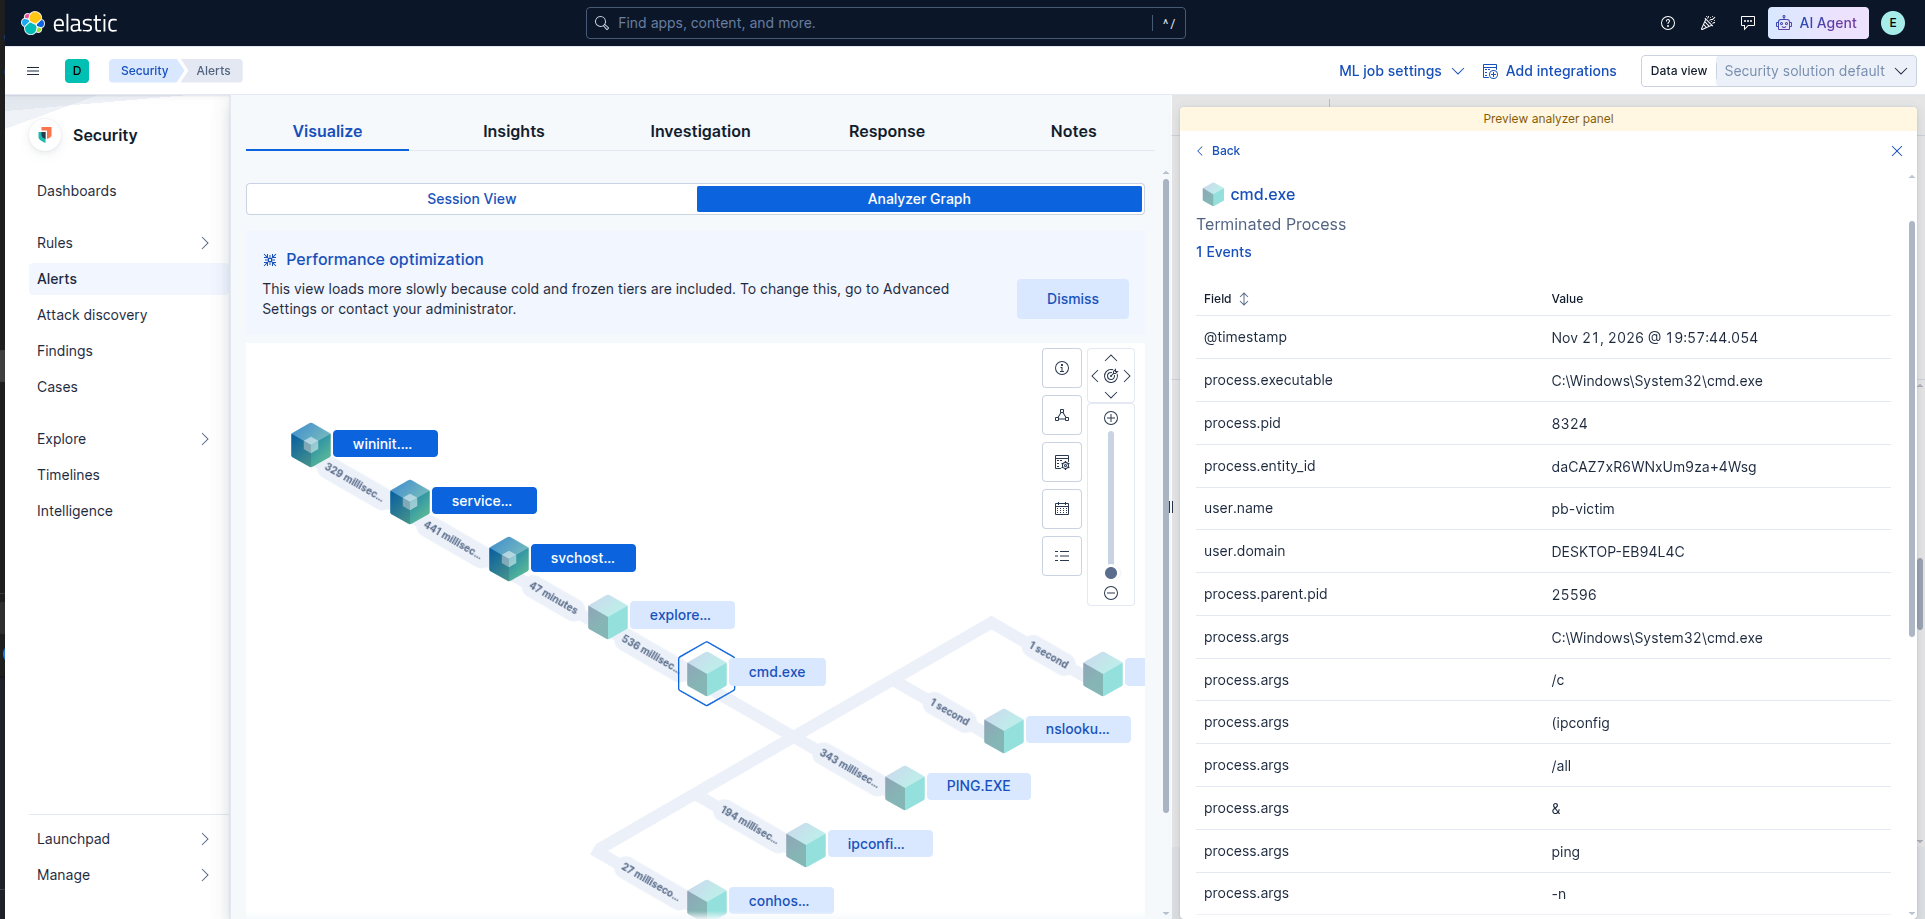 elastic
Find apps, content, and more.
^ /
AI Agent
E
D
Security
Alerts
ML job settings
Add integrations
Data view
Security solution default
Security
Dashboards
Rules
Alerts
Attack discovery
Findings
Cases
Explore
Timelines
Intelligence
Launchpad
Manage
Visualize
Insights
Investigation
Response
Notes
Session View
Analyzer Graph
Performance optimization
This view loads more slowly because cold and frozen tiers are included. To change this, go to Advanced
Settings or contact your administrator.
Dismiss
wininit....
329 millisec...
service...
441 millisec...
svchost...
47 minutes
explore...
536 millisec...
cmd.exe
1 second
1 second
nslooku...
343 millisec...
PING.EXE
194 millisec...
ipconfi...
27 milliseco...
conhos...
Preview analyzer panel
Back
cmd.exe
Terminated Process
1 Events
Field Value
@timestamp Nov 21, 2026 @ 19:57:44.054
process.executable C:\Windows\System32\cmd.exe
process.pid 8324
process.entity_id daCAZ7xR6WNxUm9za+4Wsg
user.name pb-victim
user.domain DESKTOP-EB94L4C
process.parent.pid 25596
process.args C:\Windows\System32\cmd.exe
process.args /c
process.args (ipconfig
process.args /all
process.args &
process.args ping
process.args -n